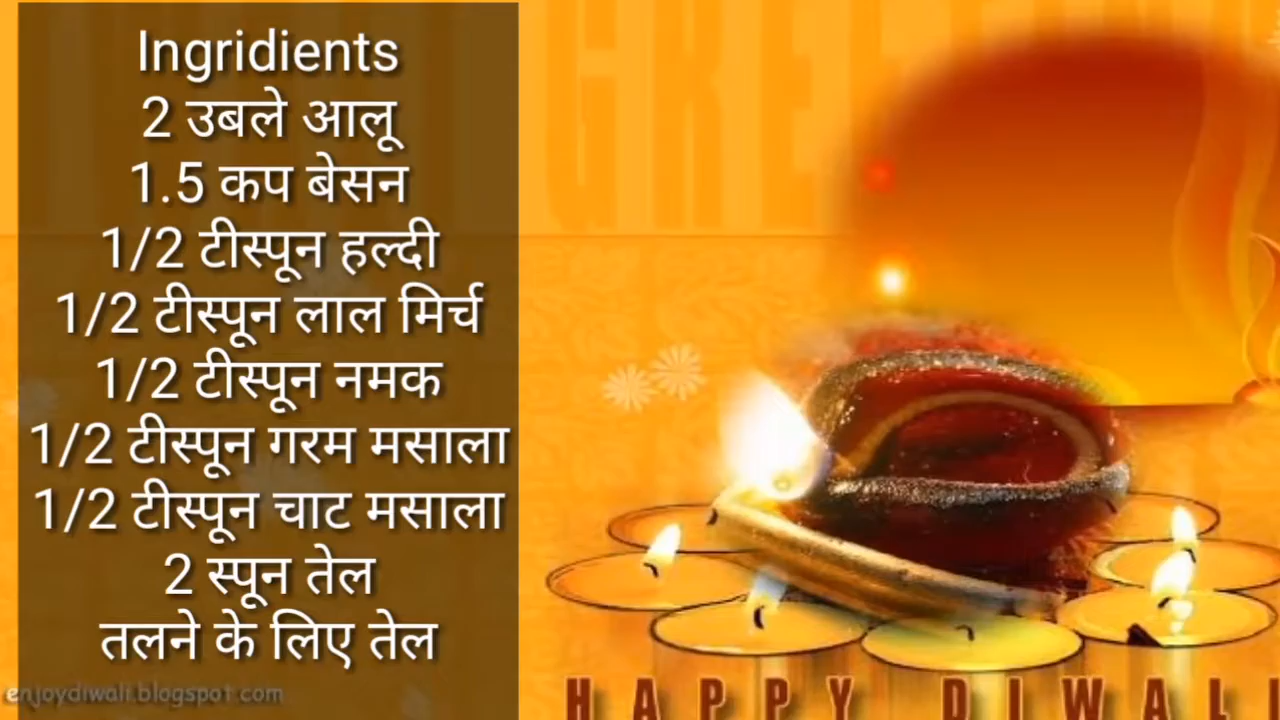 Ingridients
2 उबले आलू
1.5 कप बेसन
1/2 टीस्पून हल्दी
1/2 टीस्पून लाल मिर्च
1/2 टीस्पून नमक
1/2 टीस्पून गरम मसाला
1/2 टीस्पून चाट मसाला
2 स्पून तेल
तलने के लिए तेल
enjoydiwali.blogspot.com
HAPPY DIWALI